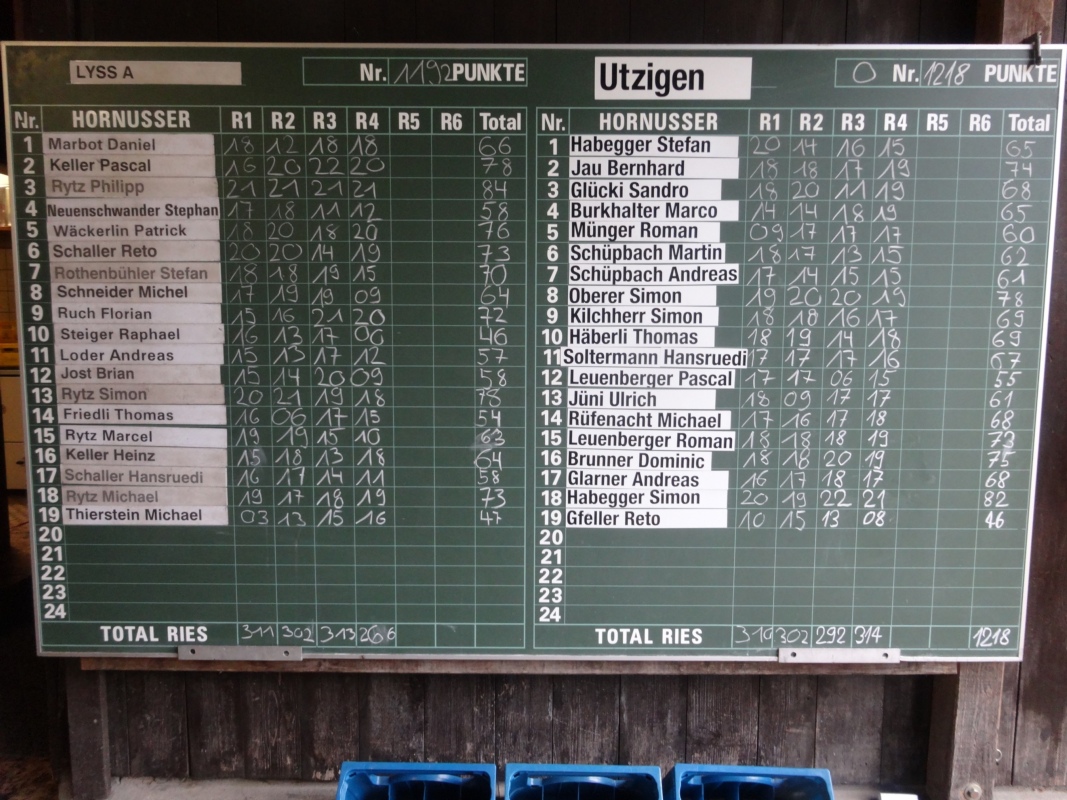 LYSS A Nr. 1192 PUNKTE
Nr. HORNUSSER R1 R2 R3 R4 R5 R6 Total
1 Marbot Daniel 18 12 18 18 66
2 Keller Pascal 16 20 22 20 78
3 Rytz Philipp 21 21 21 21 84
4 Neuenschwander Stephan 17 18 11 12 58
5 Wäckerlin Patrick 18 20 18 20 76
6 Schaller Reto 20 20 14 19 73
7 Rothenbühler Stefan 18 18 19 15 70
8 Schneider Michel 17 19 19 09 64
9 Ruch Florian 15 16 21 20 72
10 Steiger Raphael 16 13 17 00 46
11 Loder Andreas 15 13 17 12 57
12 Jost Brian 15 14 20 09 58
13 Rytz Simon 20 21 19 18 78
14 Friedli Thomas 16 06 17 15 54
15 Rytz Marcel 19 19 15 10 63
16 Keller Heinz 15 18 13 18 64
17 Schaller Hansruedi 16 17 14 11 58
18 Rytz Michael 19 17 18 19 73
19 Thierstein Michael 03 13 15 16 47
20
21
22
23
24
TOTAL RIES 311 302 313 266
Utzigen 0 Nr. 1218 PUNKTE
Nr. HORNUSSER R1 R2 R3 R4 R5 R6 Total
1 Habegger Stefan 20 14 16 15 65
2 Jau Bernhard 18 18 17 19 74
3 Glücki Sandro 18 20 11 19 68
4 Burkhalter Marco 14 14 18 19 65
5 Münger Roman 09 17 17 17 60
6 Schüpbach Martin 18 17 13 15 62
7 Schüpbach Andreas 17 14 15 15 61
8 Oberer Simon 19 20 20 19 78
9 Kilchherr Simon 18 18 16 17 69
10 Häberli Thomas 18 19 14 18 69
11 Soltermann Hansruedi 17 17 17 16 67
12 Leuenberger Pascal 17 17 06 15 55
13 Jüni Ulrich 18 09 17 17 61
14 Rüfenacht Michael 17 16 17 18 68
15 Leuenberger Roman 18 18 18 19 73
16 Brunner Dominic 18 18 20 19 75
17 Glarner Andreas 16 17 18 17 68
18 Habegger Simon 20 19 22 21 82
19 Gfeller Reto 10 15 13 08 46
20
21
22
23
24
TOTAL RIES 319 302 292 314 1218